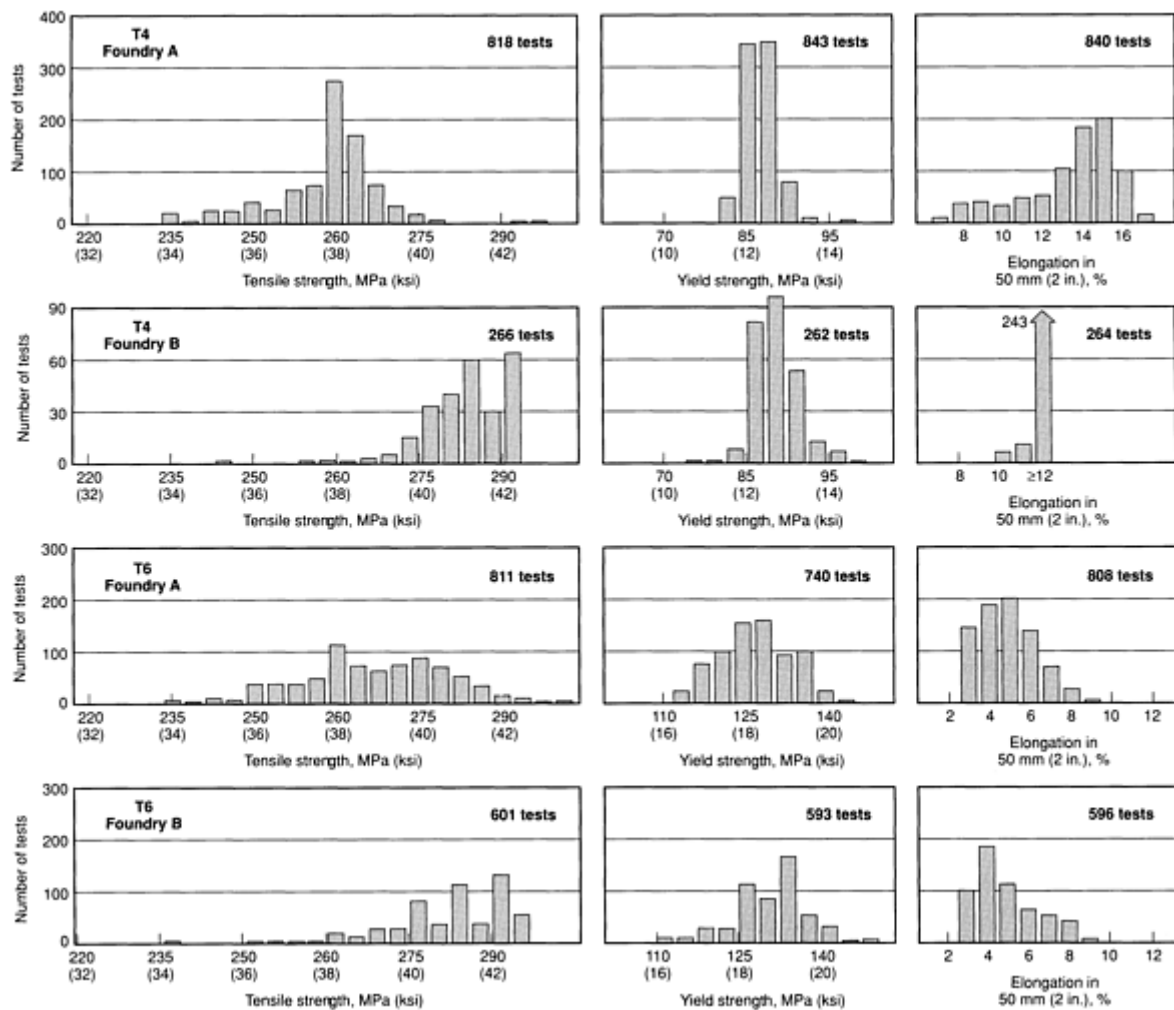 T4
Foundry A
818 tests
843 tests
840 tests
Number of tests
400
300
200
100
0
220 235 250 260 275 290
(32) (34) (36) (38) (40) (42)
Tensile strength, MPa (ksi)
70 85 95
(10) (12) (14)
Yield strength, MPa (ksi)
8 10 12 14 16
Elongation in
50 mm (2 in.), %
T4
Foundry B
266 tests
262 tests
243
264 tests
Number of tests
90
60
30
0
220 235 250 260 275 290
(32) (34) (36) (38) (40) (42)
Tensile strength, MPa (ksi)
70 85 95
(10) (12) (14)
Yield strength, MPa (ksi)
8 10 ≥12
Elongation in
50 mm (2 in.), %
T6
Foundry A
811 tests
740 tests
808 tests
Number of tests
300
200
100
0
220 235 250 260 275 290
(32) (34) (36) (38) (40) (42)
Tensile strength, MPa (ksi)
110 125 140
(16) (18) (20)
Yield strength, MPa (ksi)
2 4 6 8 10 12
Elongation in
50 mm (2 in.), %
T6
Foundry B
601 tests
593 tests
596 tests
Number of tests
300
200
100
0
220 235 250 260 275 290
(32) (34) (36) (38) (40) (42)
Tensile strength, MPa (ksi)
110 125 140
(16) (18) (20)
Yield strength, MPa (ksi)
2 4 6 8 10 12
Elongation in
50 mm (2 in.), %